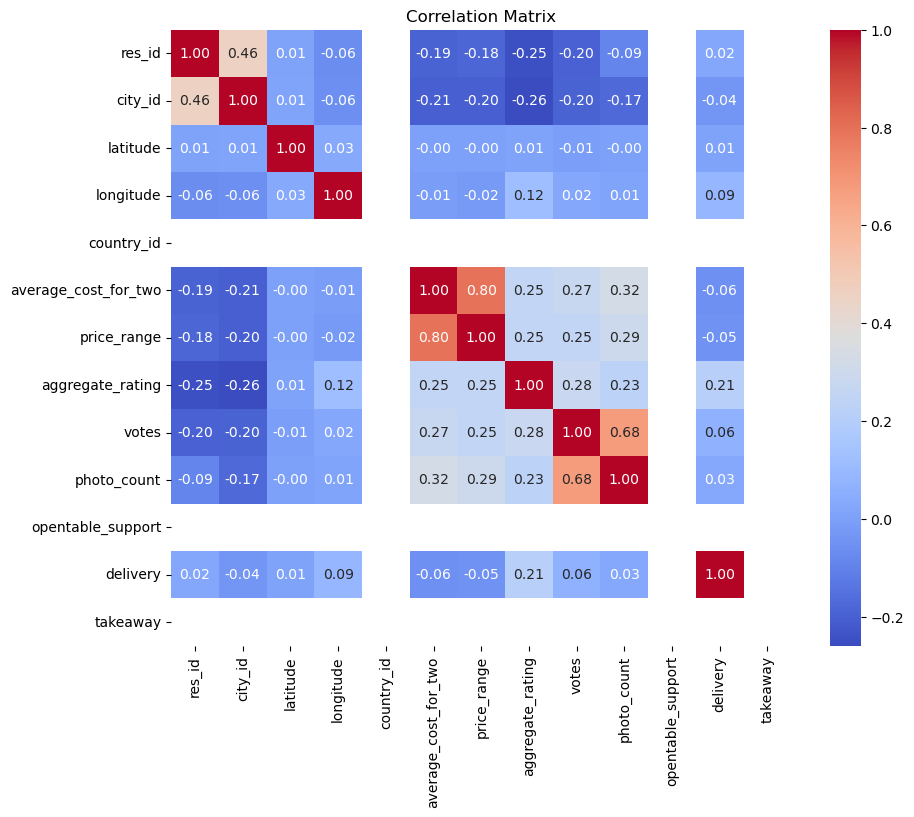 Correlation Matrix
res_id 1.00 0.46 0.01 -0.06 -0.19 -0.18 -0.25 -0.20 -0.09 0.02
city_id 0.46 1.00 0.01 -0.06 -0.21 -0.20 -0.26 -0.20 -0.17 -0.04
latitude 0.01 0.01 1.00 0.03 -0.00 -0.00 0.01 -0.01 -0.00 0.01
longitude -0.06 -0.06 0.03 1.00 -0.01 -0.02 0.12 0.02 0.01 0.09
country_id
average_cost_for_two -0.19 -0.21 -0.00 -0.01 1.00 0.80 0.25 0.27 0.32 -0.06
price_range -0.18 -0.20 -0.00 -0.02 0.80 1.00 0.25 0.25 0.29 -0.05
aggregate_rating -0.25 -0.26 0.01 0.12 0.25 0.25 1.00 0.28 0.23 0.21
votes -0.20 -0.20 -0.01 0.02 0.27 0.25 0.28 1.00 0.68 0.06
photo_count -0.09 -0.17 -0.00 0.01 0.32 0.29 0.23 0.68 1.00 0.03
opentable_support
delivery 0.02 -0.04 0.01 0.09 -0.06 -0.05 0.21 0.06 0.03 1.00
takeaway
res_id
city_id
latitude
longitude
country_id
average_cost_for_two
price_range
aggregate_rating
votes
photo_count
opentable_support
delivery
takeaway
1.0
0.8
0.6
0.4
0.2
0.0
−0.2